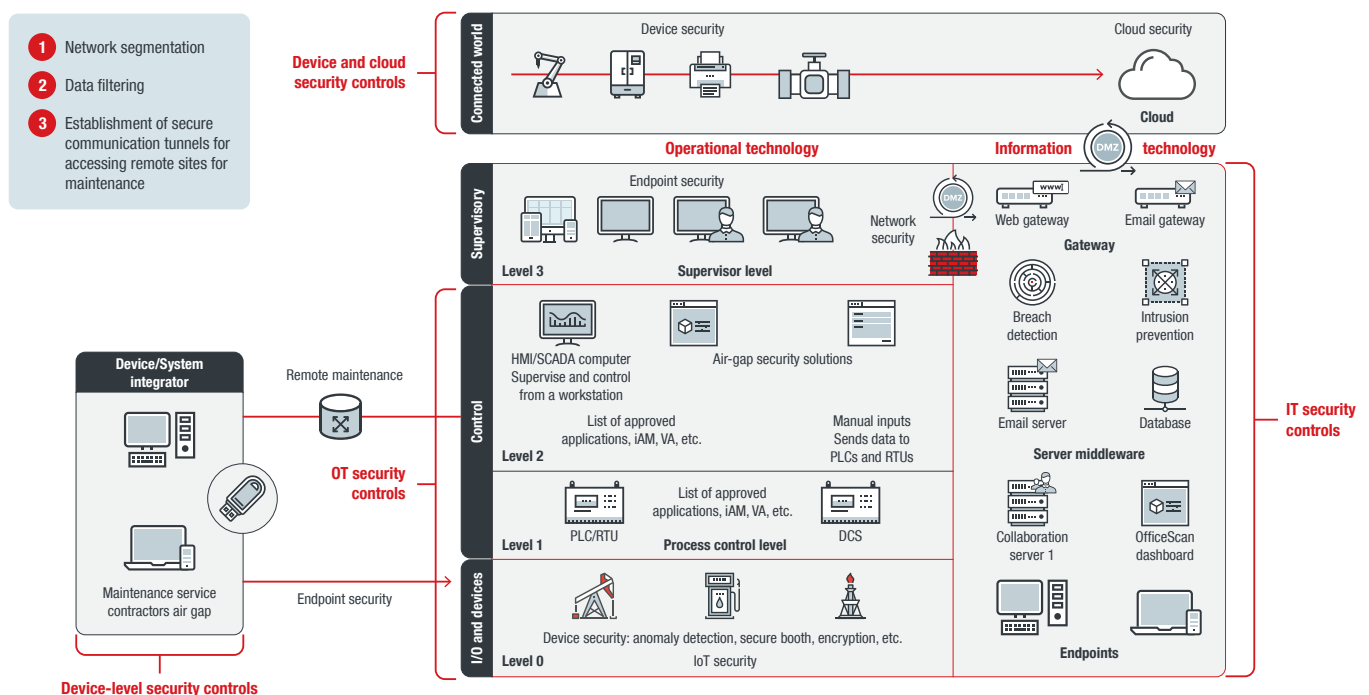 1 Network segmentation
2 Data filtering
3 Establishment of secure
communication tunnels for
accessing remote sites for
maintenance
Device and cloud
security controls
Connected world
Device security
Cloud security
Cloud
Operational technology
Information
DMZ
technology
Supervisory
Endpoint security
Level 3
Supervisor level
DMZ
Network
security
www
Web gateway
Email gateway
Gateway
Breach
detection
Intrusion
prevention
Email server
Database
Server middleware
Collaboration
server 1
OfficeScan
dashboard
Endpoints
IT security
controls
Control
HMI/SCADA computer
Supervise and control
from a workstation
Air-gap security solutions
List of approved
applications, iAM, VA, etc.
Manual inputs
Sends data to
PLCs and RTUs
Level 2
PLC/RTU
List of approved
applications, iAM, VA, etc.
DCS
Level 1
Process control level
I/O and devices
Device security: anomaly detection, secure booth, encryption, etc.
Level 0
IoT security
Device/System
integrator
Remote maintenance
OT security
controls
Maintenance service
contractors air gap
Endpoint security
Device-level security controls